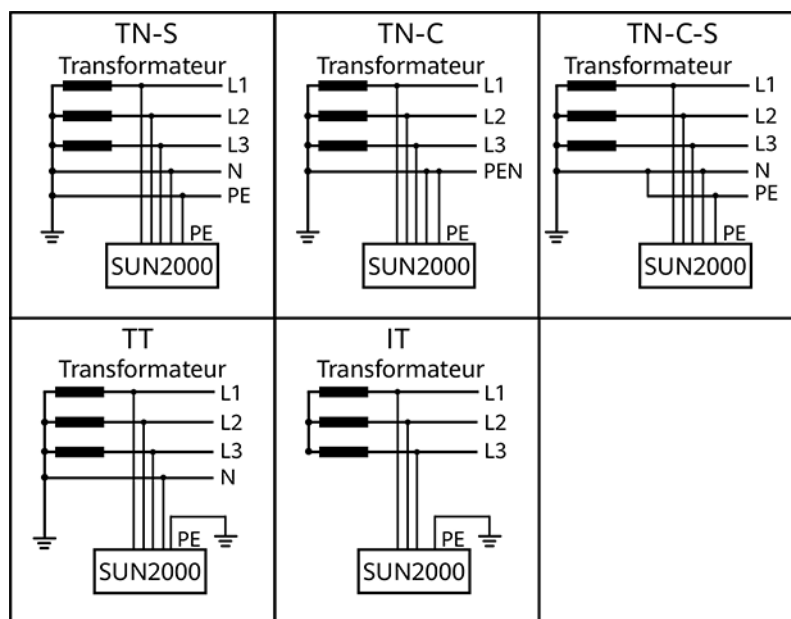 TN-S
Transformateur
L1
L2
L3
N
PE
PE
SUN2000
TN-C
Transformateur
L1
L2
L3
PEN
PE
SUN2000
TN-C-S
Transformateur
L1
L2
L3
N
PE
PE
SUN2000
TT
Transformateur
L1
L2
L3
N
PE
SUN2000
IT
Transformateur
L1
L2
L3
PE
SUN2000